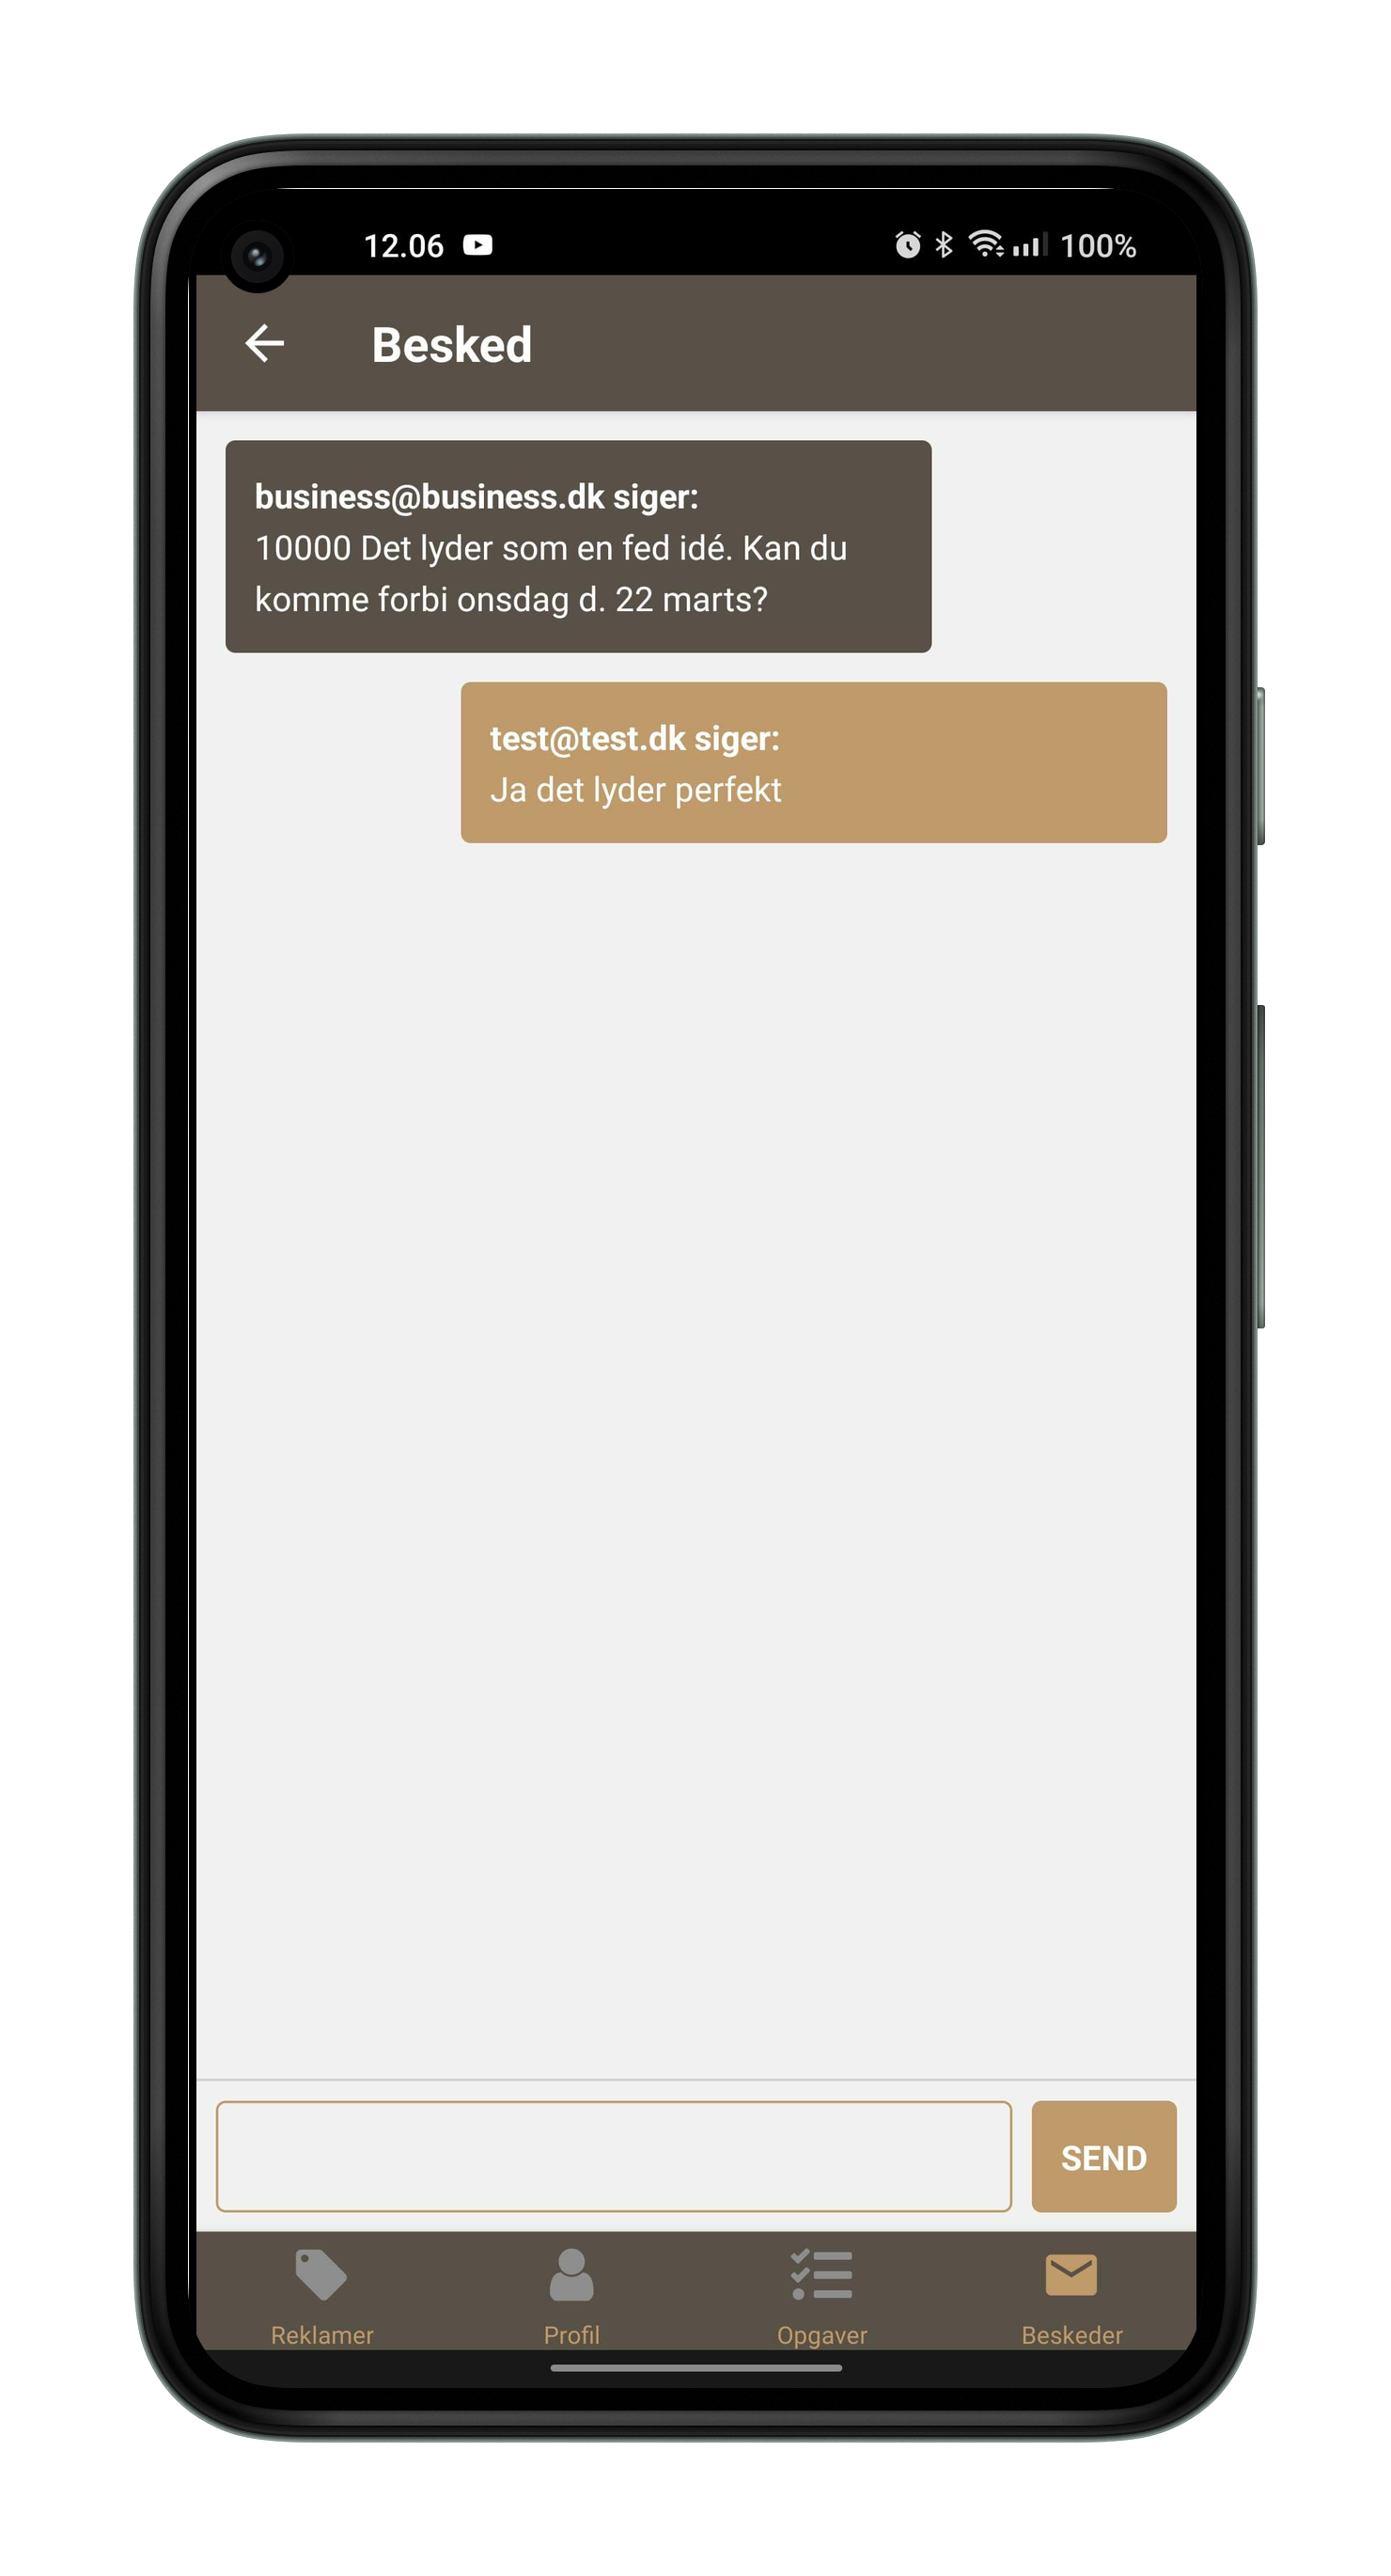 12.06
100%
Besked
business@business.dk siger:
10000 Det lyder som en fed idé. Kan du
komme forbi onsdag d. 22 marts?
test@test.dk siger:
Ja det lyder perfekt
SEND
Reklamer
Profil
Opgaver
Beskeder